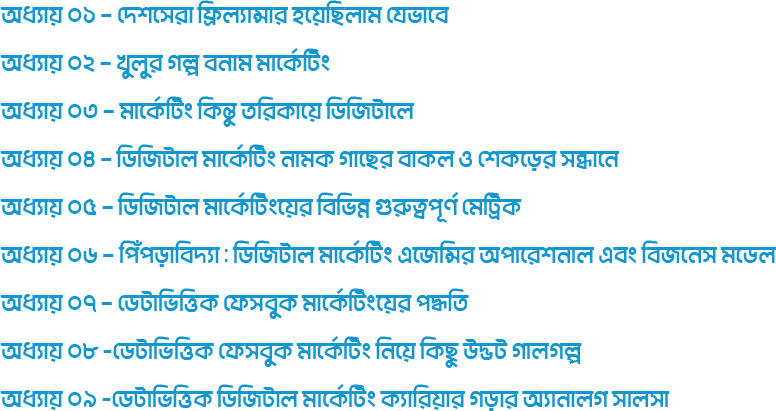 অধ্যায় ০১ – দেশসেরা ফ্রিল্যান্সার হয়েছিলাম যেভাবে
অধ্যায় ০২ – খুলুর গল্প বনাম মার্কেটিং
অধ্যায় ০৩ – মার্কেটিং কিন্তু তরিকায়ে ডিজিটালে
অধ্যায় ০৪ – ডিজিটাল মার্কেটিং নামক গাছের বাকল ও শেকড়ের সন্ধানে
অধ্যায় ০৫ – ডিজিটাল মার্কেটিংয়ের বিভিন্ন গুরুত্বপূর্ণ মেট্রিক
অধ্যায় ০৬ – পিঁপড়াবিদ্যা : ডিজিটাল মার্কেটিং এজেন্সির অপারেশনাল এবং বিজনেস মডেল
অধ্যায় ০৭ – ডেটাভিত্তিক ফেসবুক মার্কেটিংয়ের পদ্ধতি
অধ্যায় ০৮ -ডেটাভিত্তিক ফেসবুক মার্কেটিং নিয়ে কিছু উদ্ভট গালগল্প
অধ্যায় ০৯ -ডেটাভিত্তিক ডিজিটাল মার্কেটিং ক্যারিয়ার গড়ার অ্যানালগ সালসা